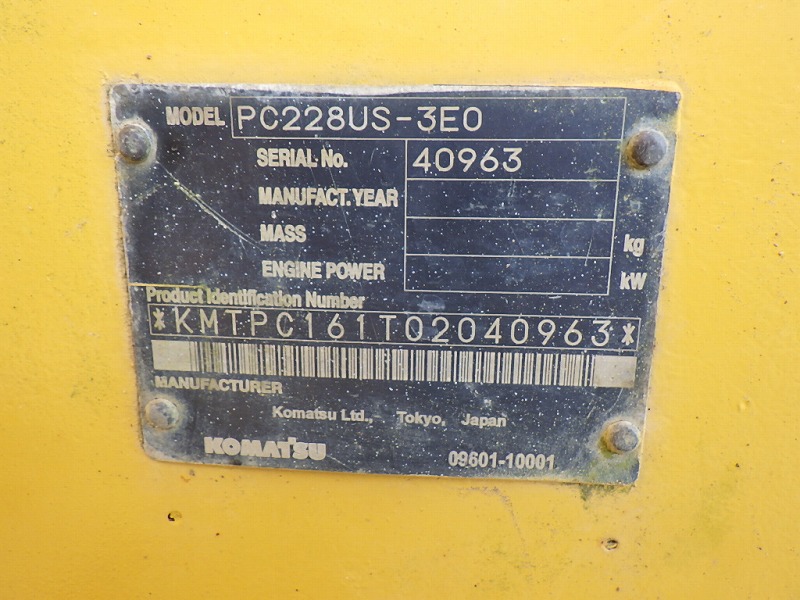 MODEL PC228US-3E0
SERIAL No. 40963
MANUFACT. YEAR
MASS kg
ENGINE POWER kW
Product Identification Number
*KMTPC161T02040963*
MANUFACTURER
Komatsu Ltd., Tokyo, Japan
KOMATSU 09601-10001